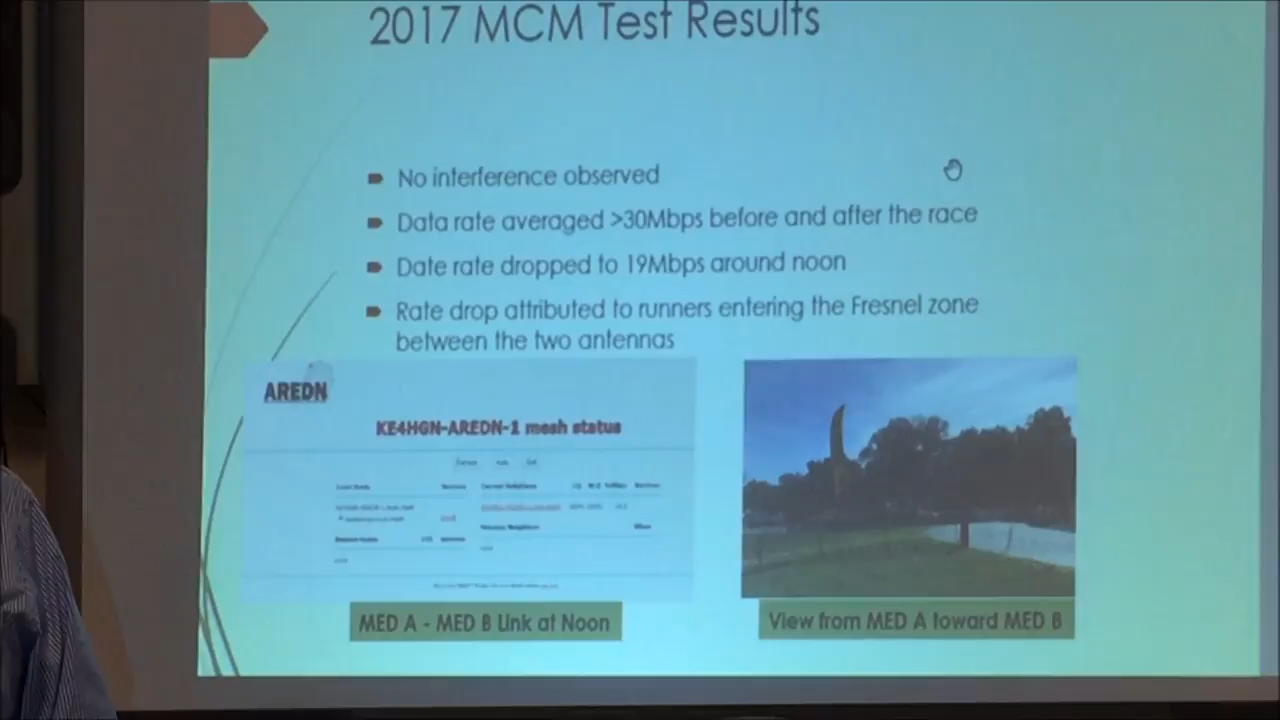 2017 MCM Test Results
No interference observed
Data rate averaged >30Mbps before and after the race
Date rate dropped to 19Mbps around noon
Rate drop attributed to runners entering the Fresnel zone
between the two antennas
AREDN
KE4HGN-AREDN-1 mesh status
MED A - MED B Link at Noon
View from MED A toward MED B